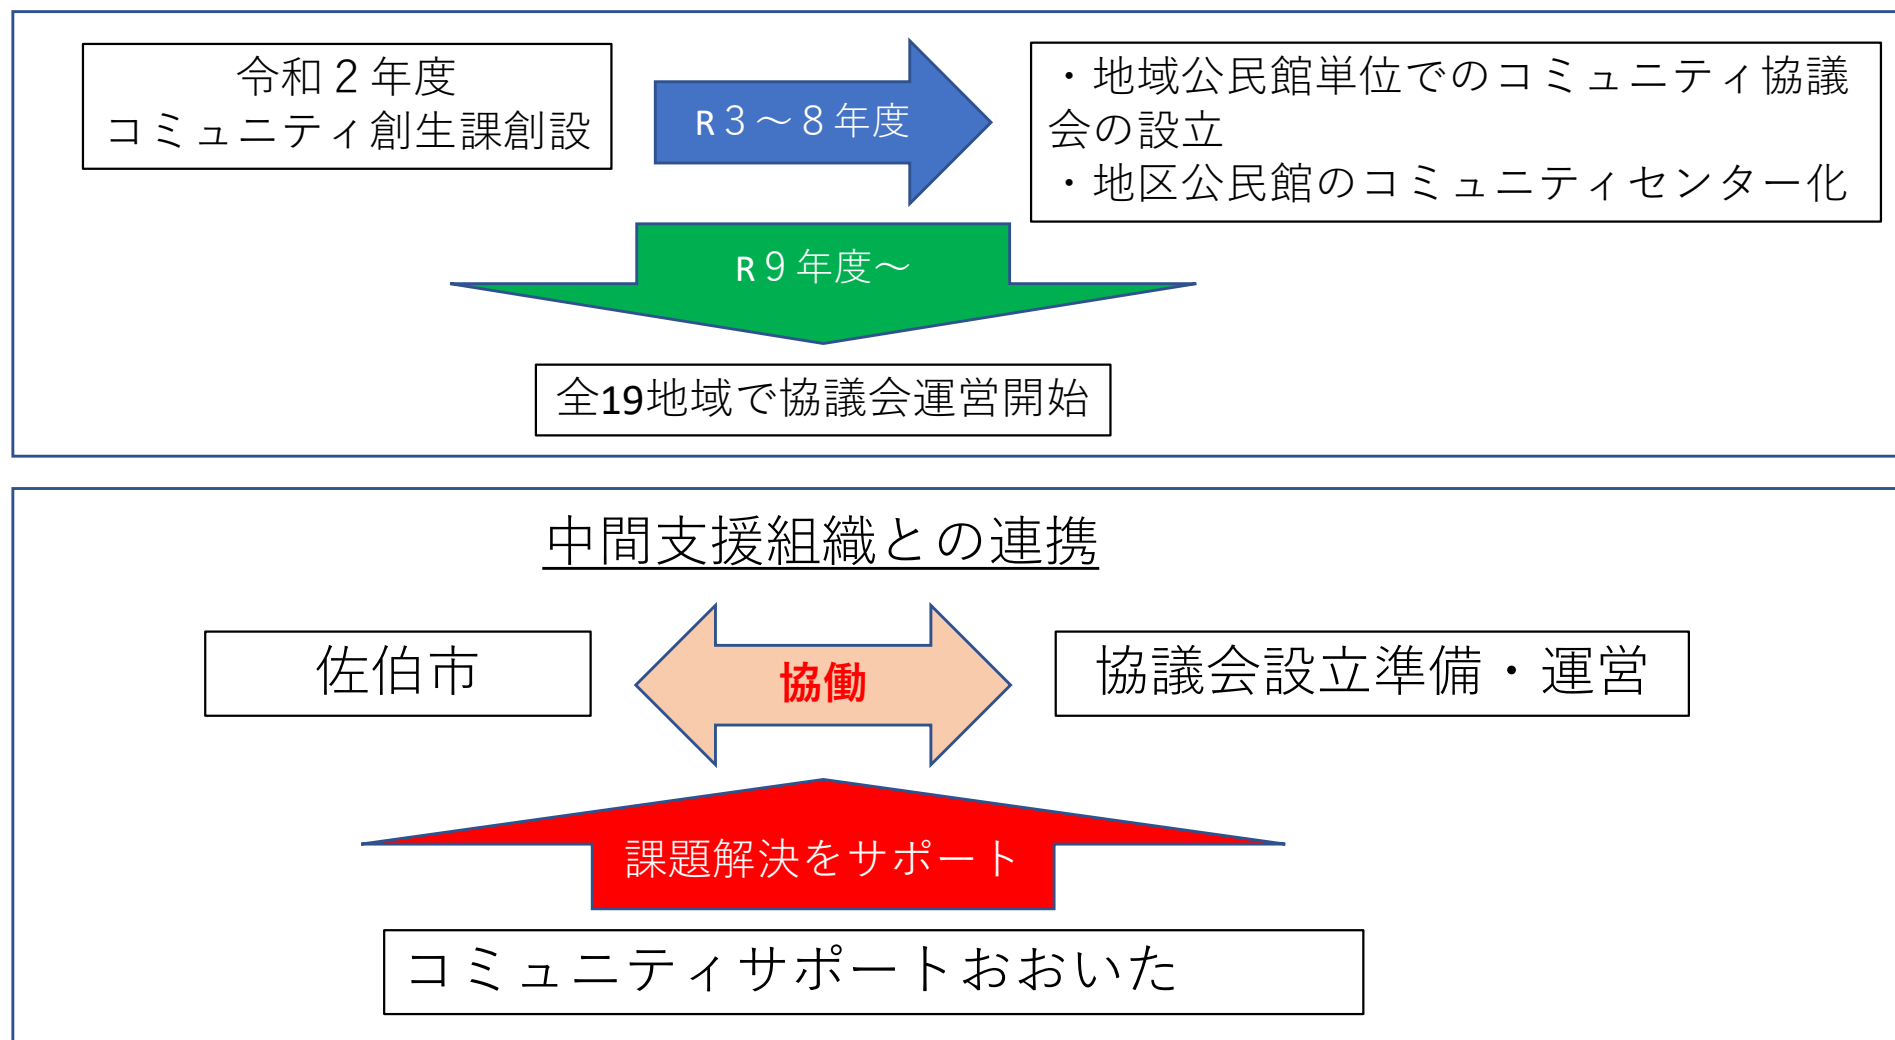 令和２年度
コミュニティ創生課創設
R３～８年度
・地域公民館単位でのコミュニティ協議
会の設立
・地区公民館のコミュニティセンター化
R９年度～
全19地域で協議会運営開始
中間支援組織との連携
佐伯市
協働
協議会設立準備・運営
課題解決をサポート
コミュニティサポートおおいた